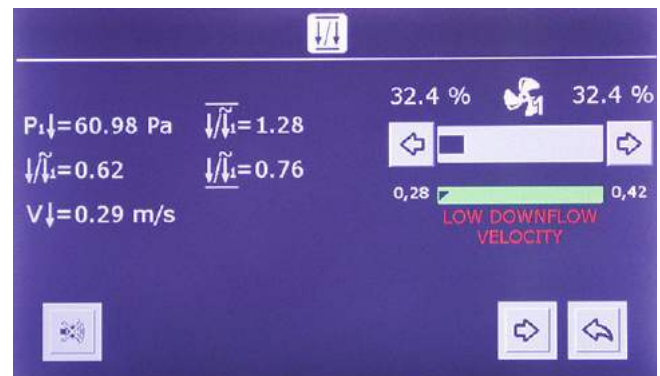 32.4 % 1 32.4 %
P₁↓=60.98 Pa ↓/↓̃₁=1.28
↓/↓̃₁=0.62 ↓/↓̃₁=0.76
0,28 0,42
V↓=0.29 m/s
LOW DOWNFLOW
VELOCITY